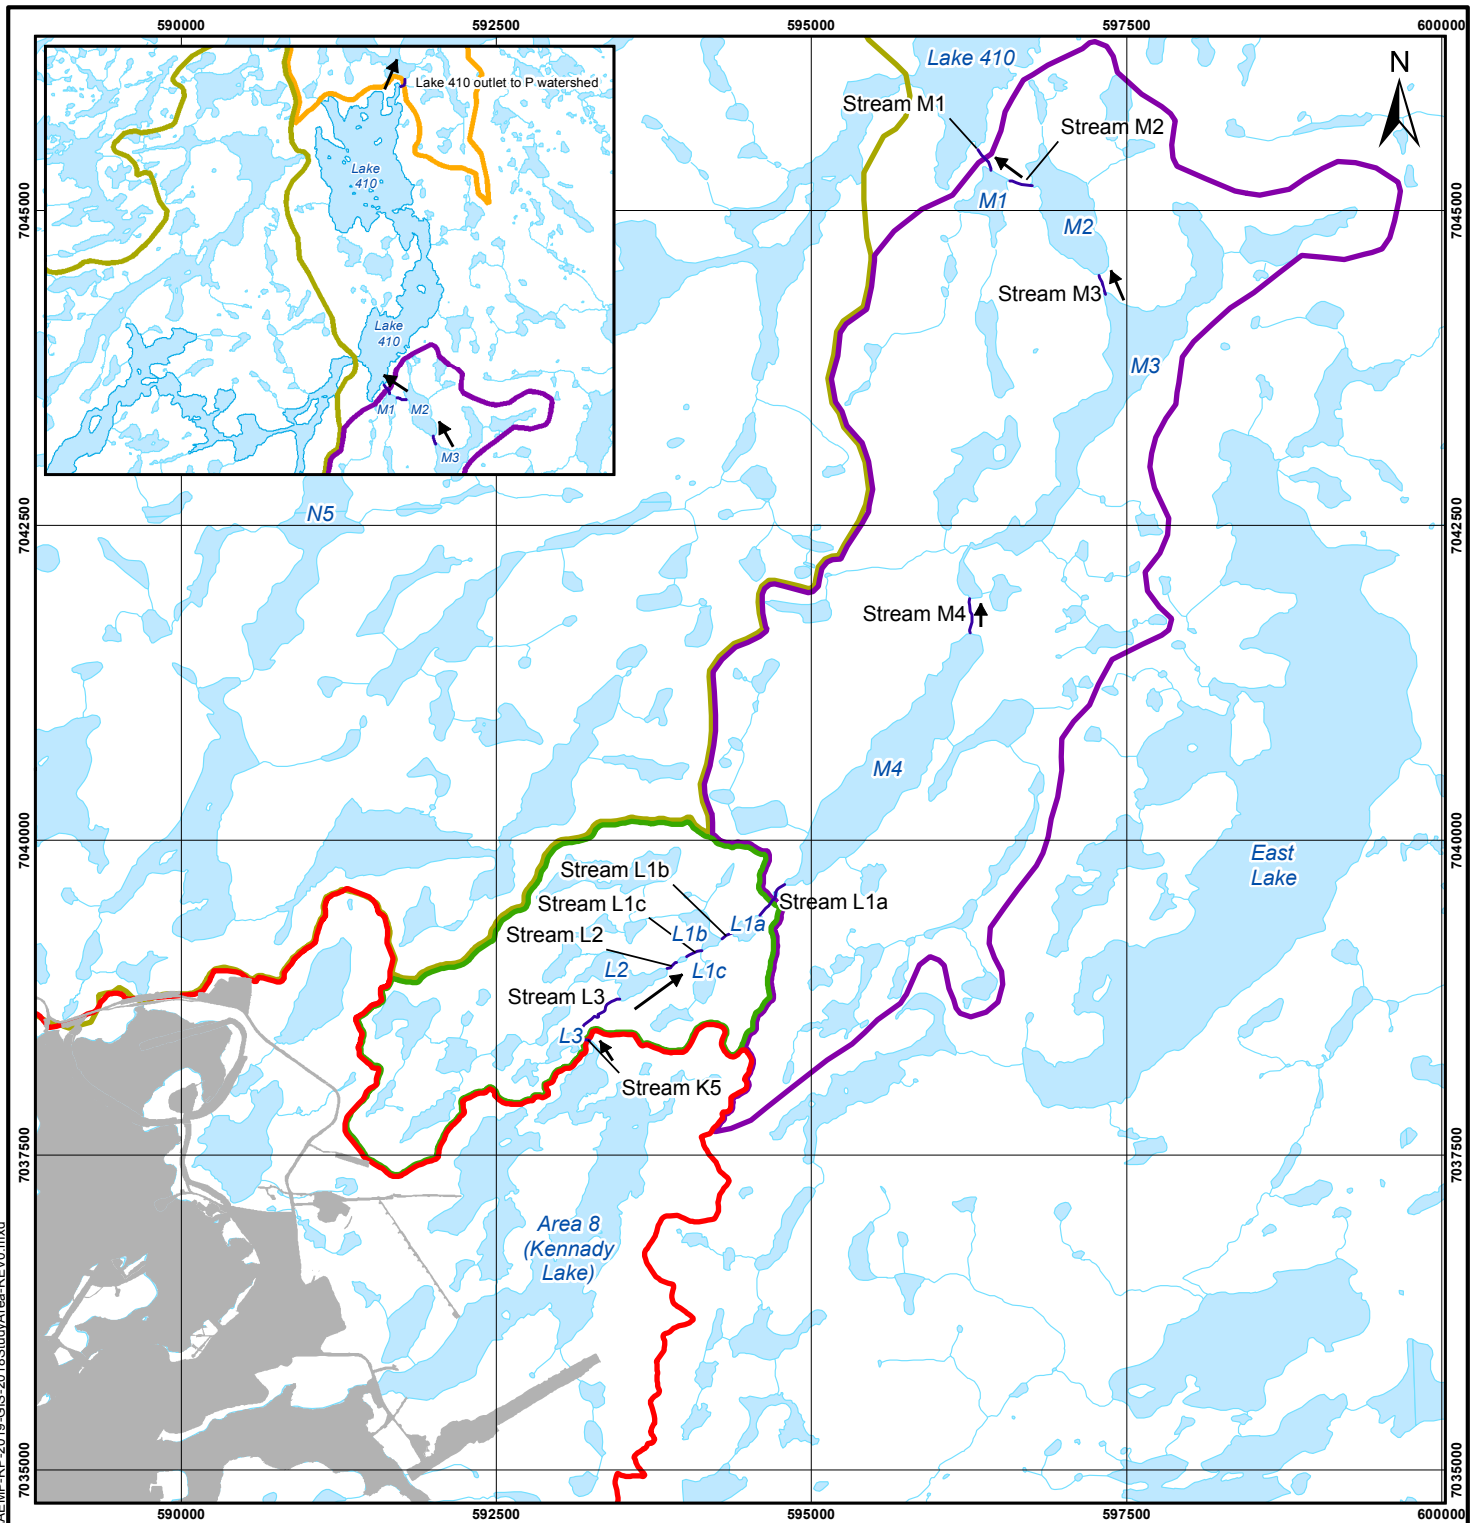 590000
592500
595000
597500
600000
Lake 410 outlet to P watershed
Lake
410
Lake
410
M1
M2
M3
Lake 410
N
Stream M1
Stream M2
M1
M2
Stream M3
M3
7045000
7045000
N5
7042500
7042500
Stream M4
M4
7040000
7040000
East
Lake
Stream L1b
Stream L1c
Stream L1a
Stream L2
L1a
L1b
L2
L1c
Stream L3
L3
Stream K5
7037500
7037500
Area 8
(Kennady
Lake)
7035000
7035000
590000
592500
595000
597500
600000